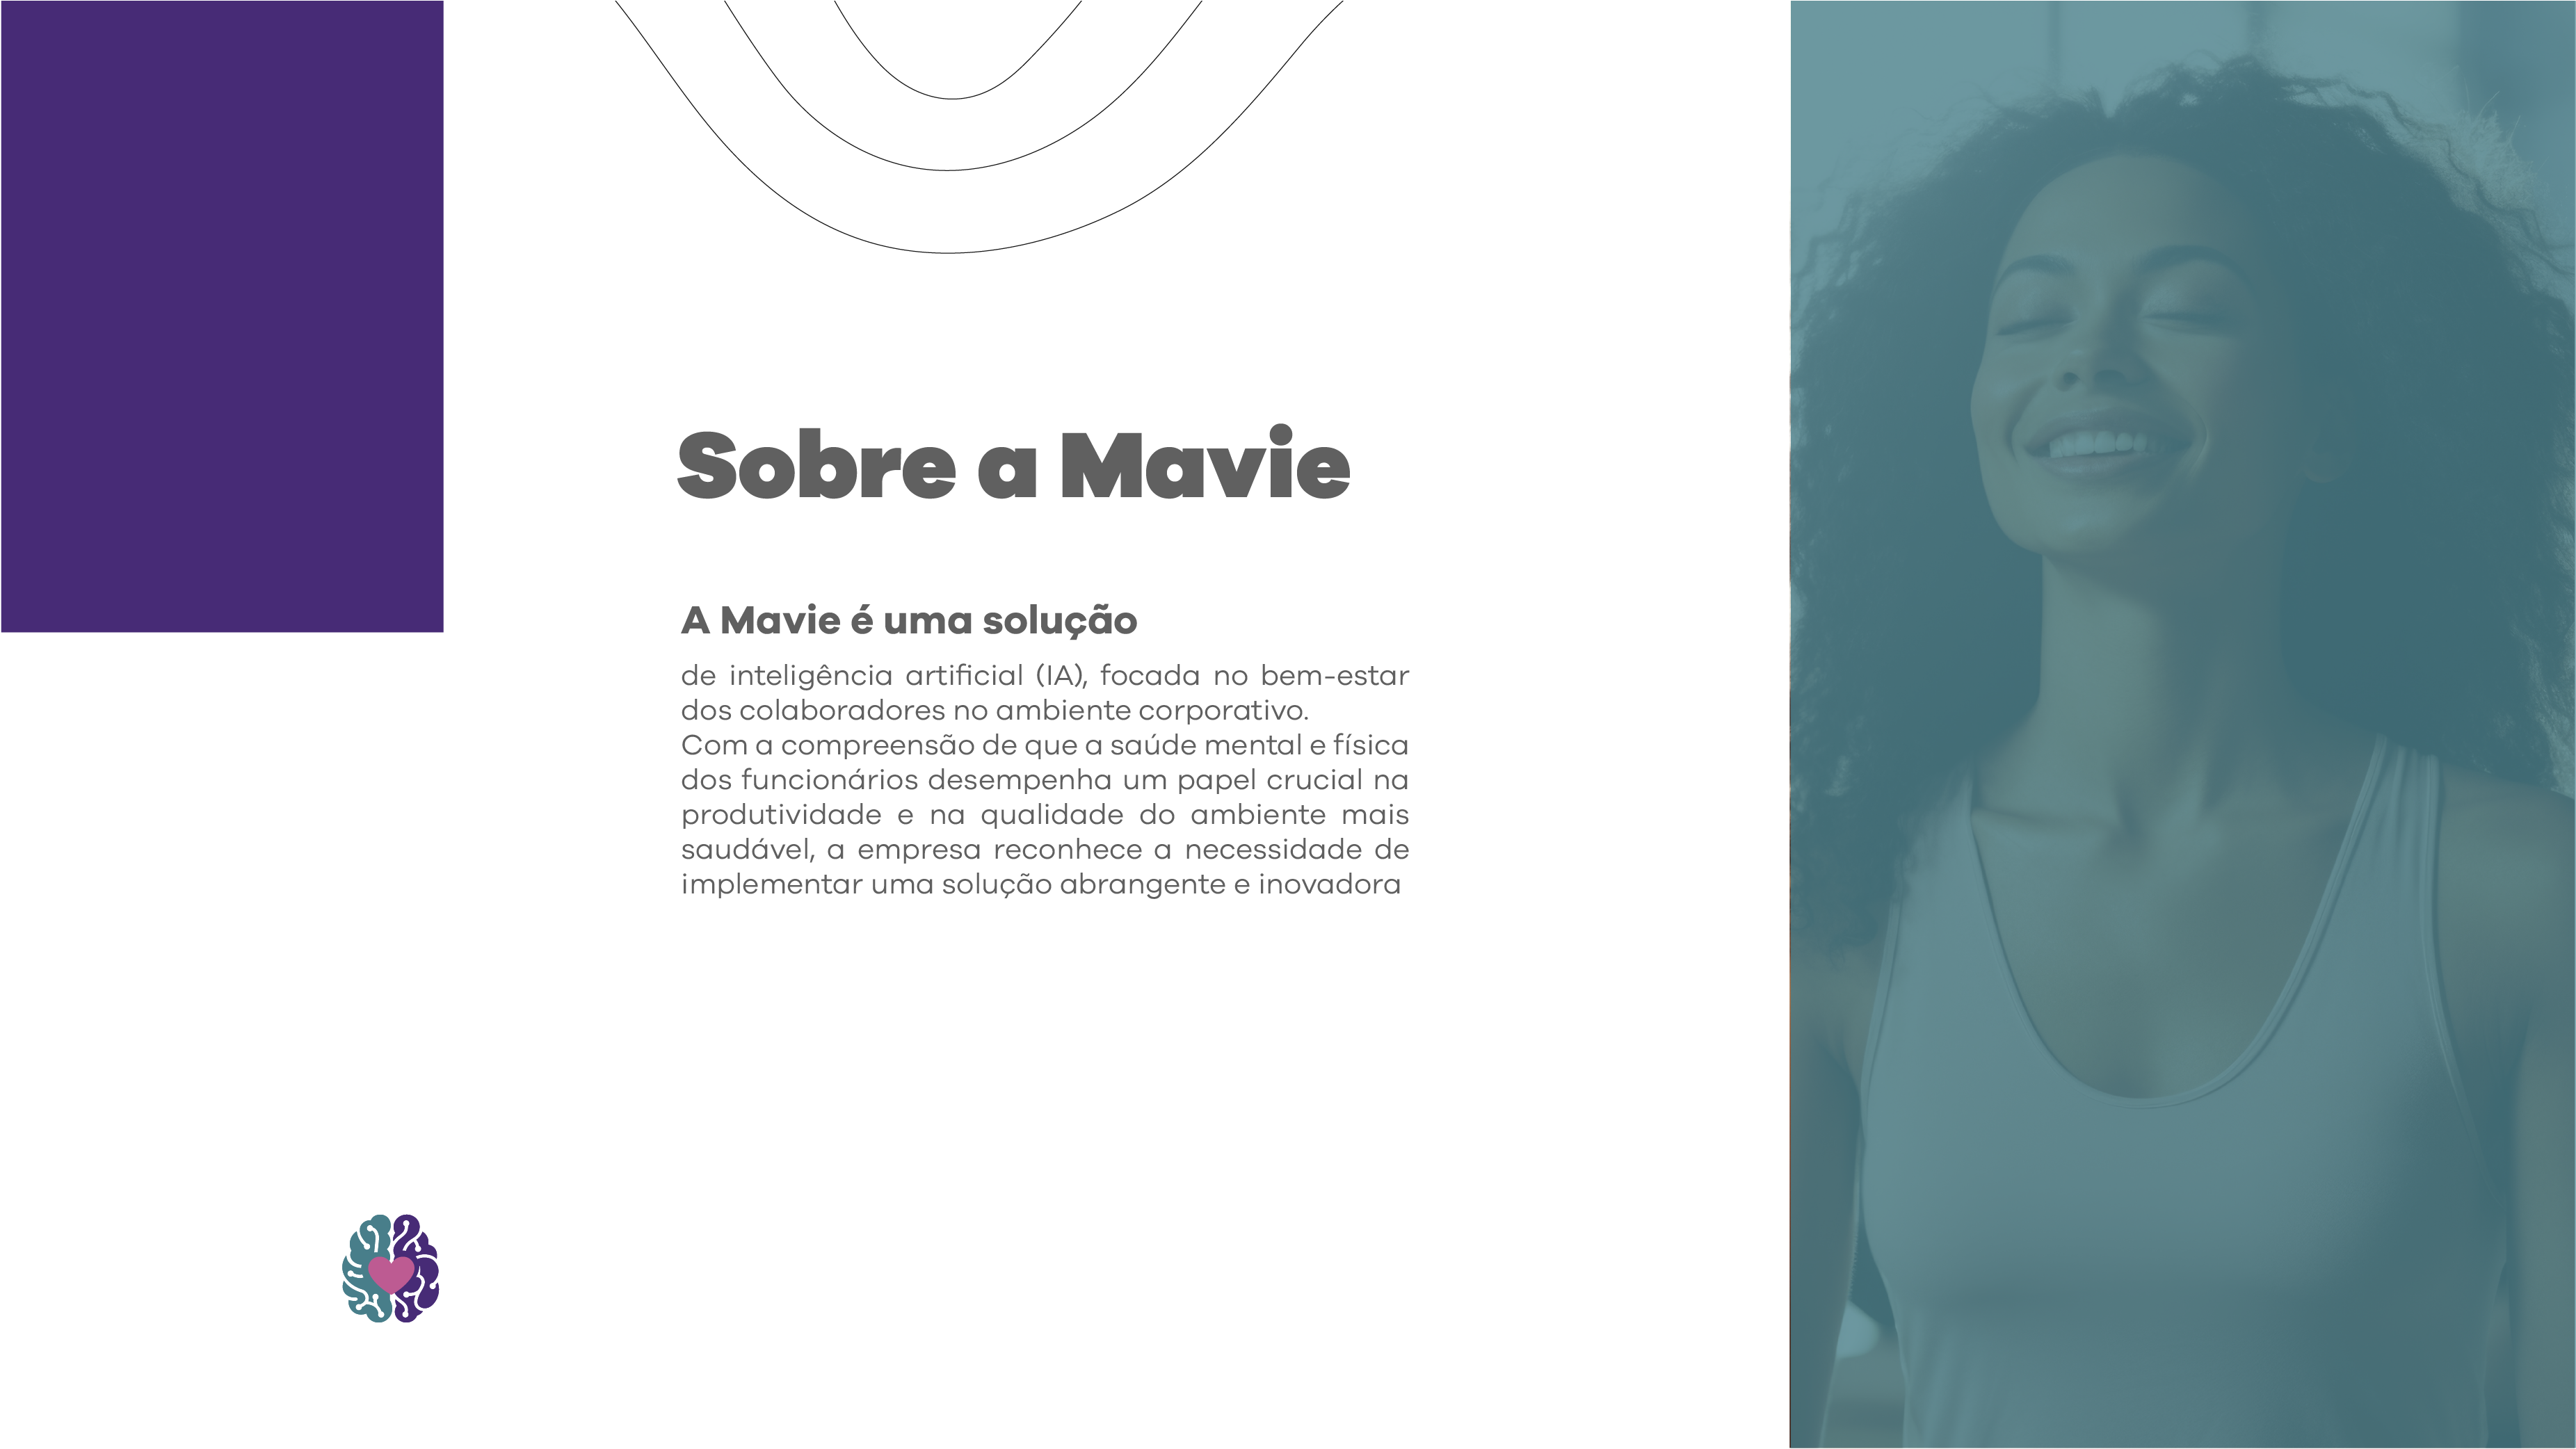 Sobre a Mavie
A Mavie é uma solução
de inteligência artificial (IA), focada no bem-estar
dos colaboradores no ambiente corporativo.
Com a compreensão de que a saúde mental e física
dos funcionários desempenha um papel crucial na
produtividade e na qualidade do ambiente mais
saudável, a empresa reconhece a necessidade de
implementar uma solução abrangente e inovadora